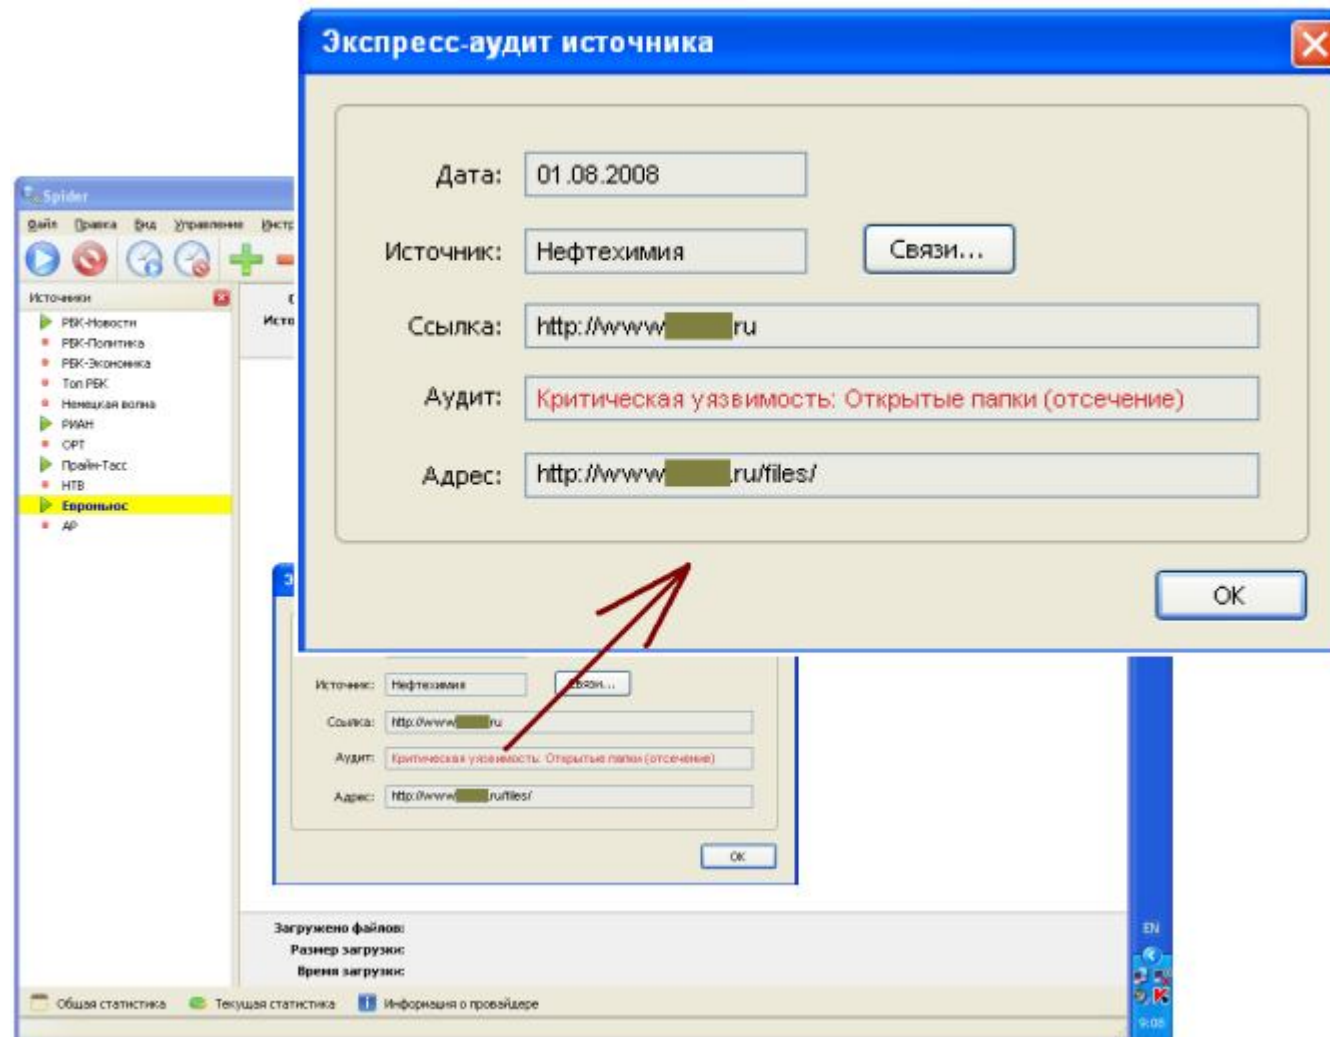 Экспресс-аудит источника
Дата: 01.08.2008
Источник: Нефтехимия Связи...
Ссылка: http://www ru
Аудит: Критическая уязвимость: Открытые папки (отсечение)
Адрес: http://www .ru/files/
OK
Spider
Файл Правка Вид Управление Инстр
Источники
Исто
РБК-Новости
РБК-Политика
РБК-Экономика
Топ РБК
Немецкая волна
РИАН
ОРТ
Прайм-Тасс
НТВ
Евроньюс
АР
Э
Источник: Нефтехимия Связи...
Ссылка: http://www ru
Аудит: Критическая уязвимость: Открытые папки (отсечение)
Адрес: http://www .ru/files/
OK
Загружено файлов:
Размер загрузки:
Время загрузки:
Общая статистика Текущая статистика Информация о провайдере
EN
9:08